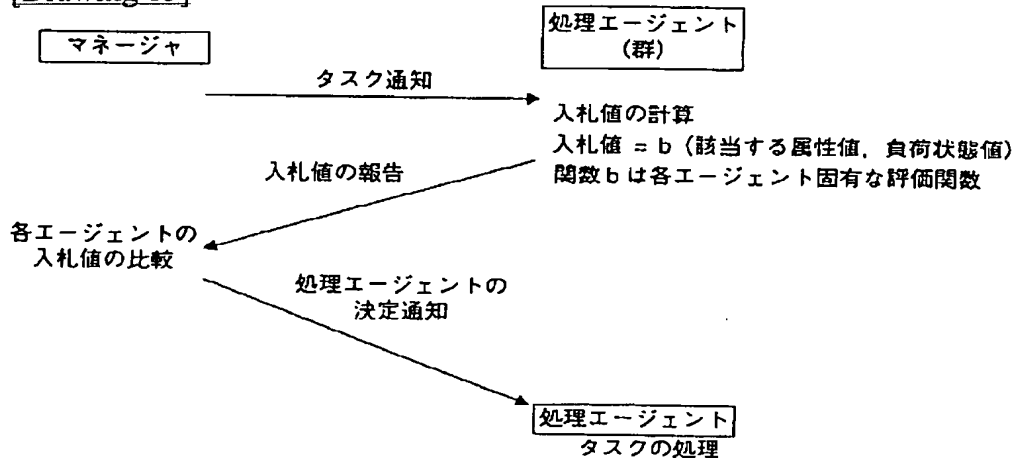 マネージャ
処理エージェント
(群)
タスク通知
入札値の計算
入札値 = b (該当する属性値, 負荷状態値)
関数bは各エージェント固有な評価関数
入札値の報告
各エージェントの
入札値の比較
処理エージェントの
決定通知
処理エージェント
タスクの処理